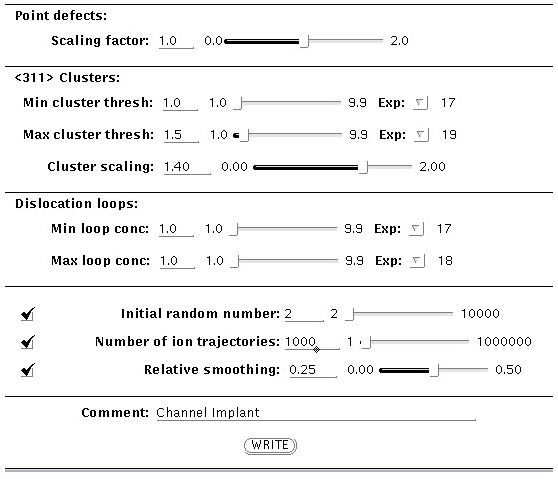 Point defects:
Scaling factor: 1.0 0.0 2.0
<311> Clusters:
Min cluster thresh: 1.0 1.0 9.9 Exp: 17
Max cluster thresh: 1.5 1.0 9.9 Exp: 19
Cluster scaling: 1.40 0.00 2.00
Dislocation loops:
Min loop conc: 1.0 1.0 9.9 Exp: 17
Max loop conc: 1.0 1.0 9.9 Exp: 18
Initial random number: 2 2 10000
Number of ion trajectories: 1000 1 1000000
Relative smoothing: 0.25 0.00 0.50
Comment: Channel Implant
WRITE